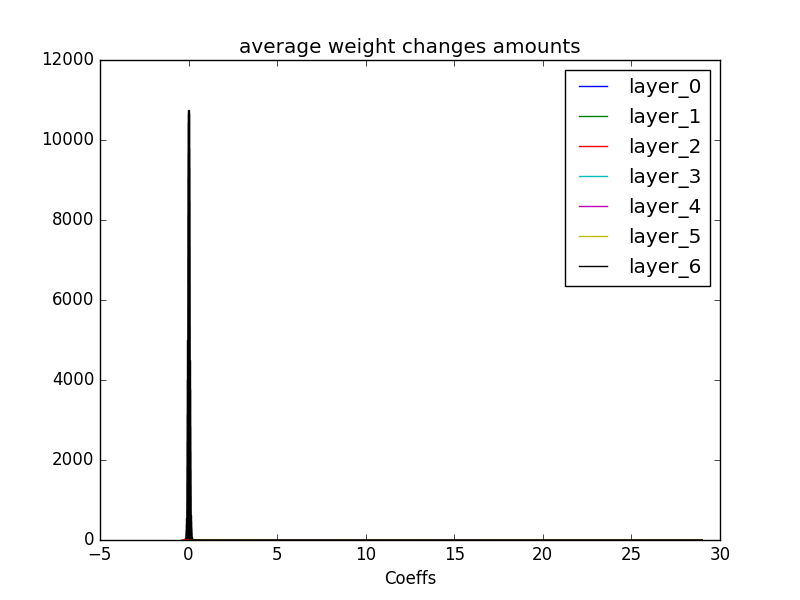 average weight changes amounts
12000
10000
8000
6000
4000
2000
0
−5 0 5 10 15 20 25 30
Coeffs
layer_0
layer_1
layer_2
layer_3
layer_4
layer_5
layer_6